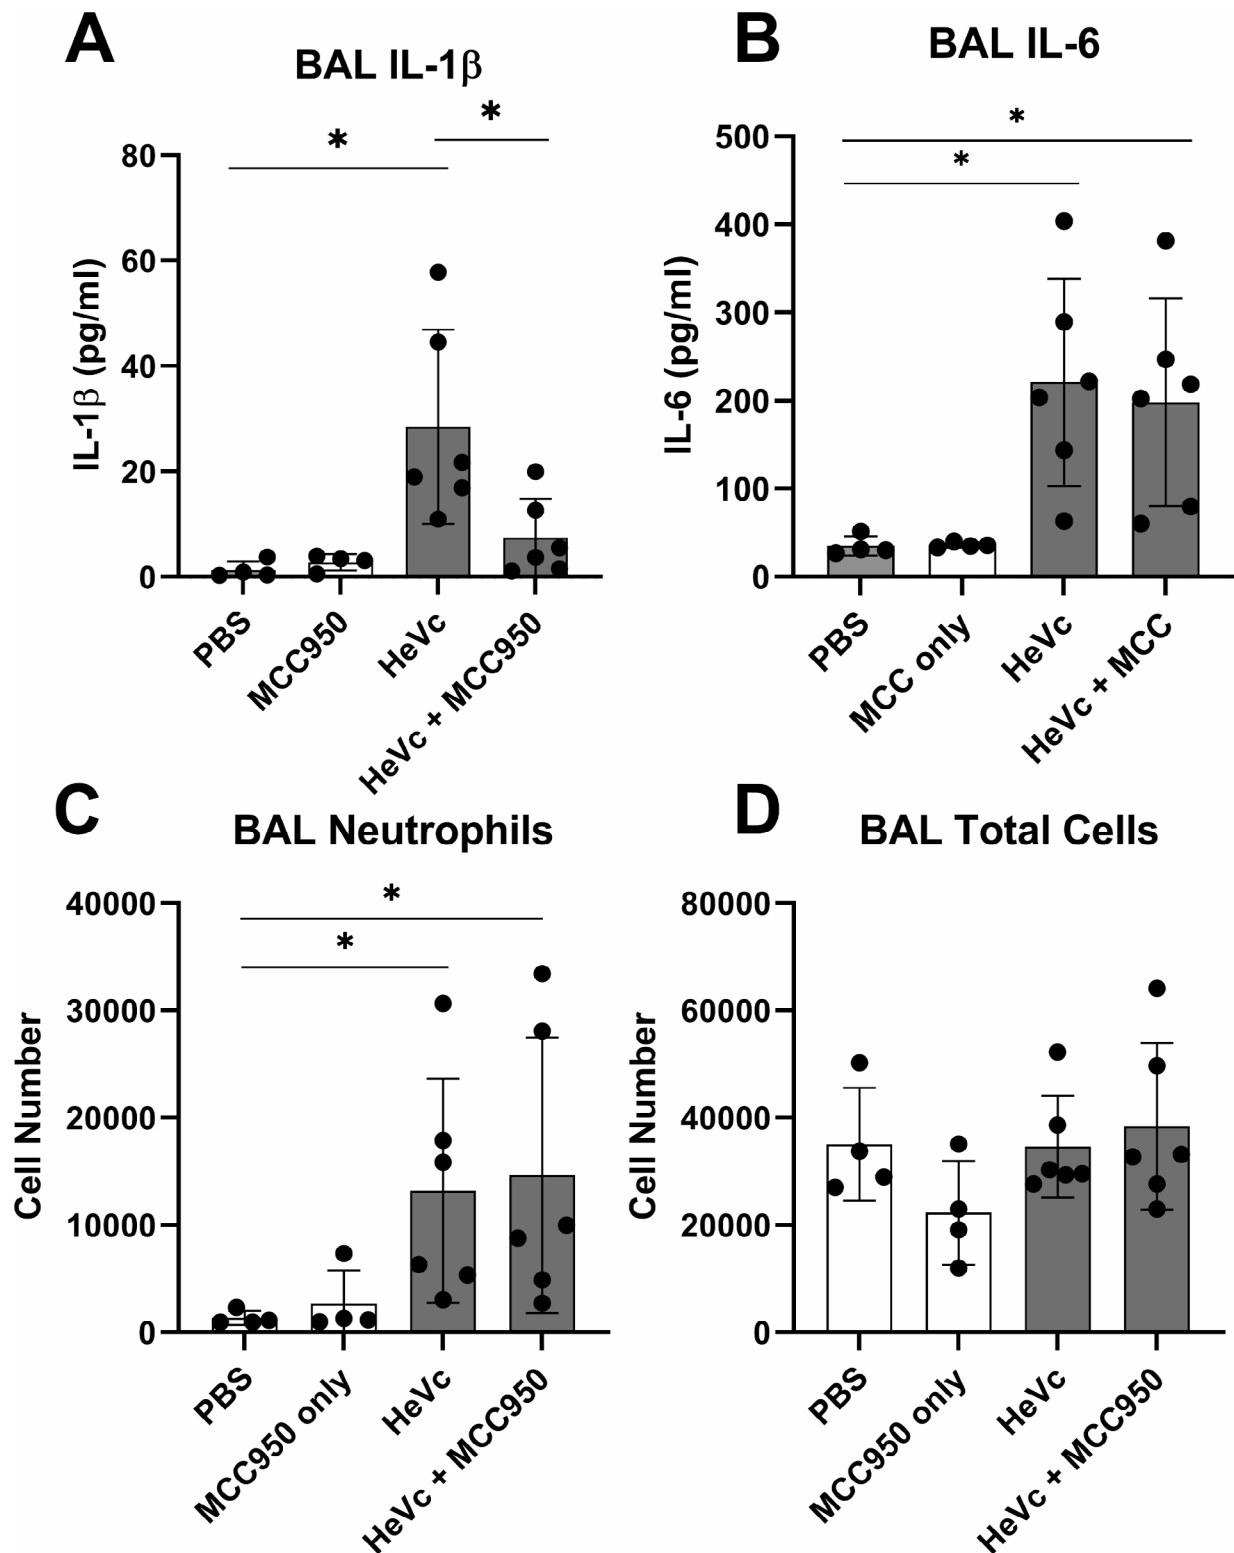 A
BAL IL-1β
*
*
IL-1β (pg/ml)
80
60
40
20
0
PBS
MCC950
HeVc
HeVc + MCC950
B
BAL IL-6
*
*
IL-6 (pg/ml)
500
400
300
200
100
0
PBS
MCC only
HeVc
HeVc + MCC
C
BAL Neutrophils
*
*
Cell Number
40000
30000
20000
10000
0
PBS
MCC950 only
HeVc
HeVc + MCC950
D
BAL Total Cells
Cell Number
80000
60000
40000
20000
0
PBS
MCC950 only
HeVc
HeVc + MCC950